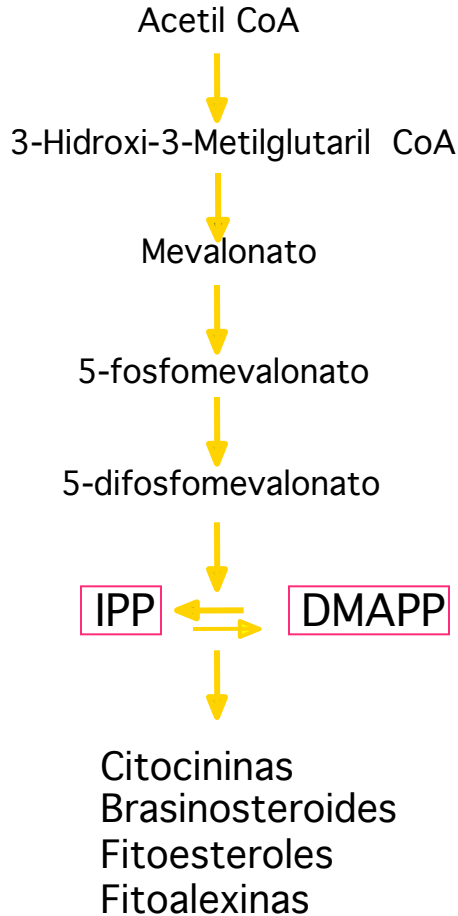 Acetil CoA
3-Hidroxi-3-Metilglutaril CoA
Mevalonato
5-fosfomevalonato
5-difosfomevalonato
IPP DMAPP
Citocininas
Brasinosteroides
Fitoesteroles
Fitoalexinas